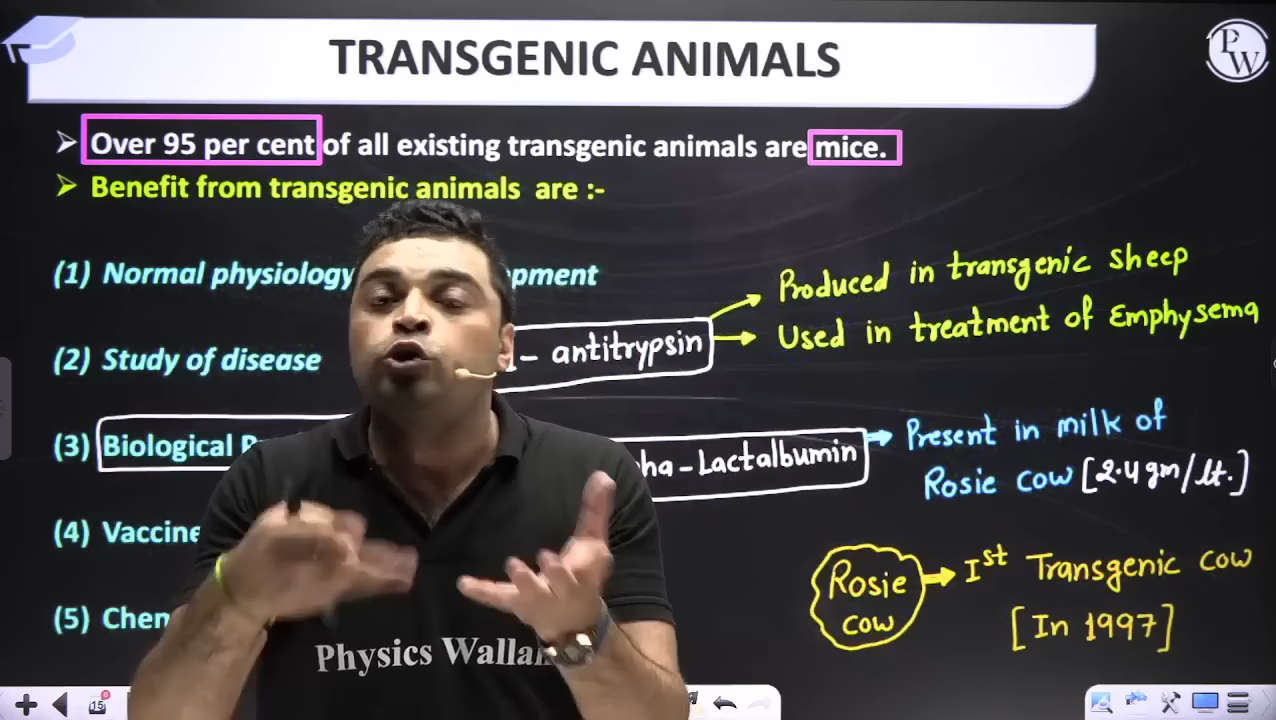 TRANSGENIC ANIMALS
PW
Over 95 per cent of all existing transgenic animals are mice.
Benefit from transgenic animals are :-
(1) Normal physiology
(2) Study of disease
- antitrypsin
Produced in transgenic sheep
Used in treatment of Emphysema
(3) Biological
- Lactalbumin
Present in milk of
Rosie cow [2.4 gm/lt.]
(4) Vaccine
(5)
Rosie
cow
Ist Transgenic cow
[In 1997]
Physics
15
0